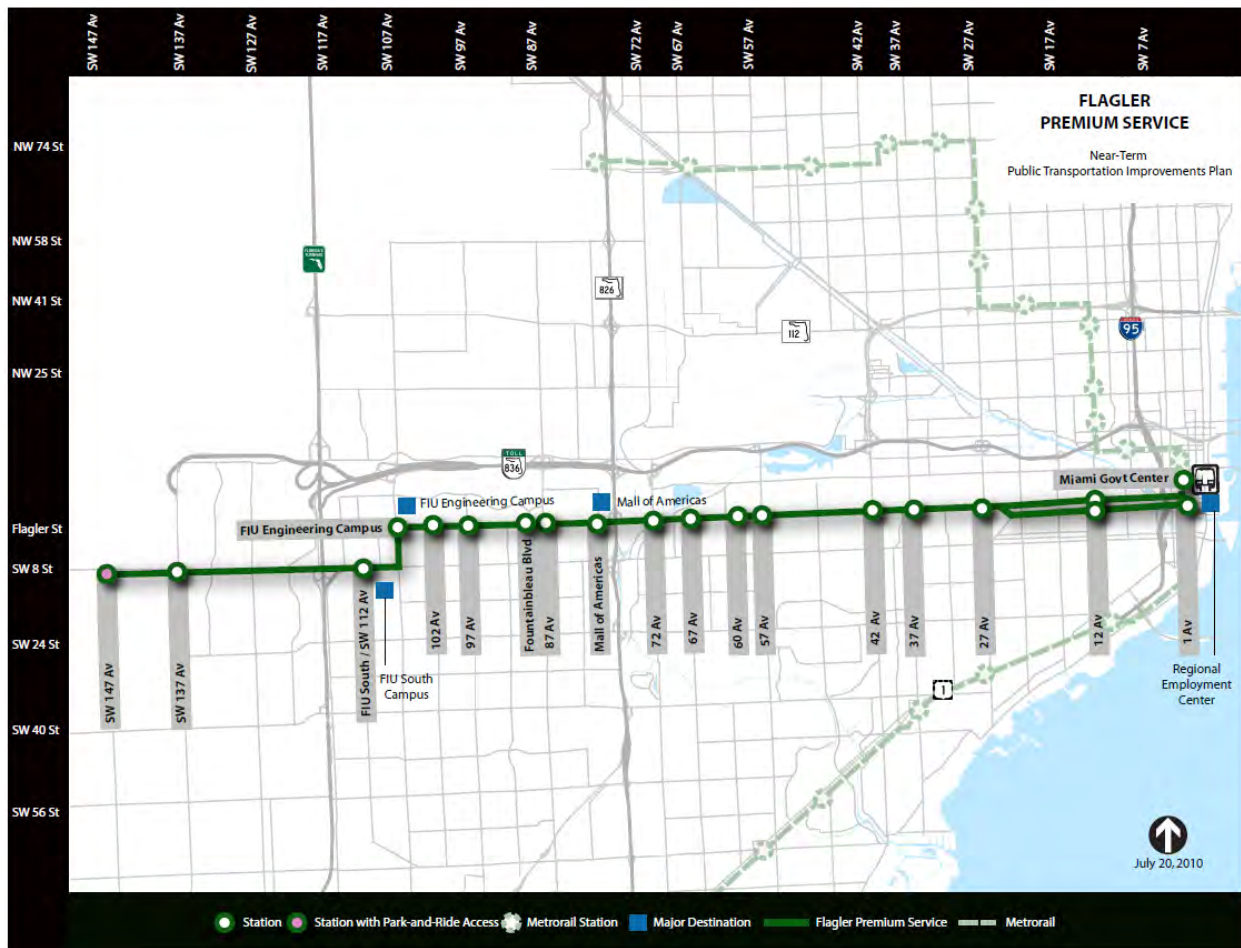 SW 147 Av
SW 137 Av
SW 127 Av
SW 117 Av
SW 107 Av
SW 97 Av
SW 87 Av
SW 72 Av
SW 67 Av
SW 57 Av
SW 42 Av
SW 37 Av
SW 27 Av
SW 17 Av
SW 7 Av
FLAGLER
PREMIUM SERVICE
Near-Term
Public Transportation Improvements Plan
NW 74 St
NW 58 St
NW 41 St
NW 25 St
Flagler St
SW 8 St
SW 24 St
SW 40 St
SW 56 St
826
112
95
TOLL
836
1
Miami Govt Center
FIU Engineering Campus
Mall of Americas
FIU Engineering Campus
SW 147 Av
SW 137 Av
FIU South / SW 112 Av
FIU South
Campus
102 Av
97 Av
Fountainbleau Blvd
87 Av
Mall of Americas
72 Av
67 Av
60 Av
57 Av
42 Av
37 Av
27 Av
12 Av
1 Av
Regional
Employment
Center
July 20, 2010
Station
Station with Park-and-Ride Access
Metrorail Station
Major Destination
Flagler Premium Service
Metrorail